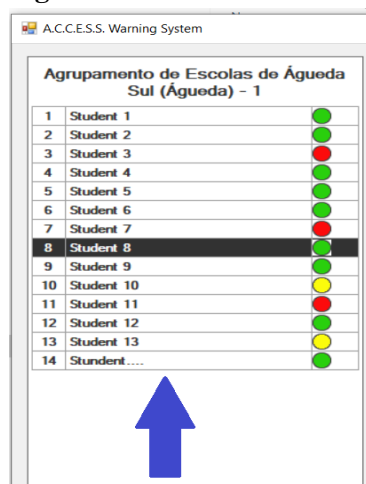 A.C.C.E.S.S. Warning System
Agrupamento de Escolas de Águeda
Sul (Águeda) - 1
1 Student 1
2 Student 2
3 Student 3
4 Student 4
5 Student 5
6 Student 6
7 Student 7
8 Student 8
9 Student 9
10 Student 10
11 Student 11
12 Student 12
13 Student 13
14 Stundent....